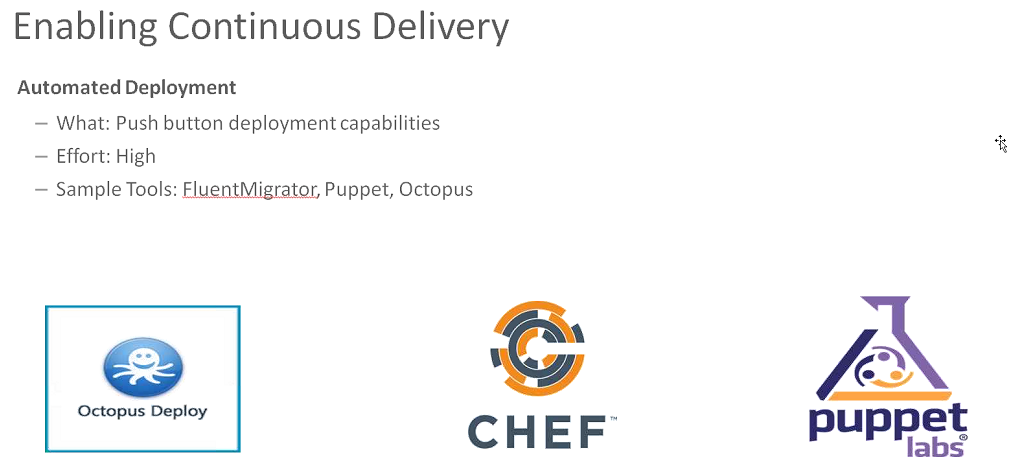 Enabling Continuous Delivery
Automated Deployment
– What: Push button deployment capabilities
– Effort: High
– Sample Tools: FluentMigrator, Puppet, Octopus
Octopus Deploy
CHEF™
puppet
labs®